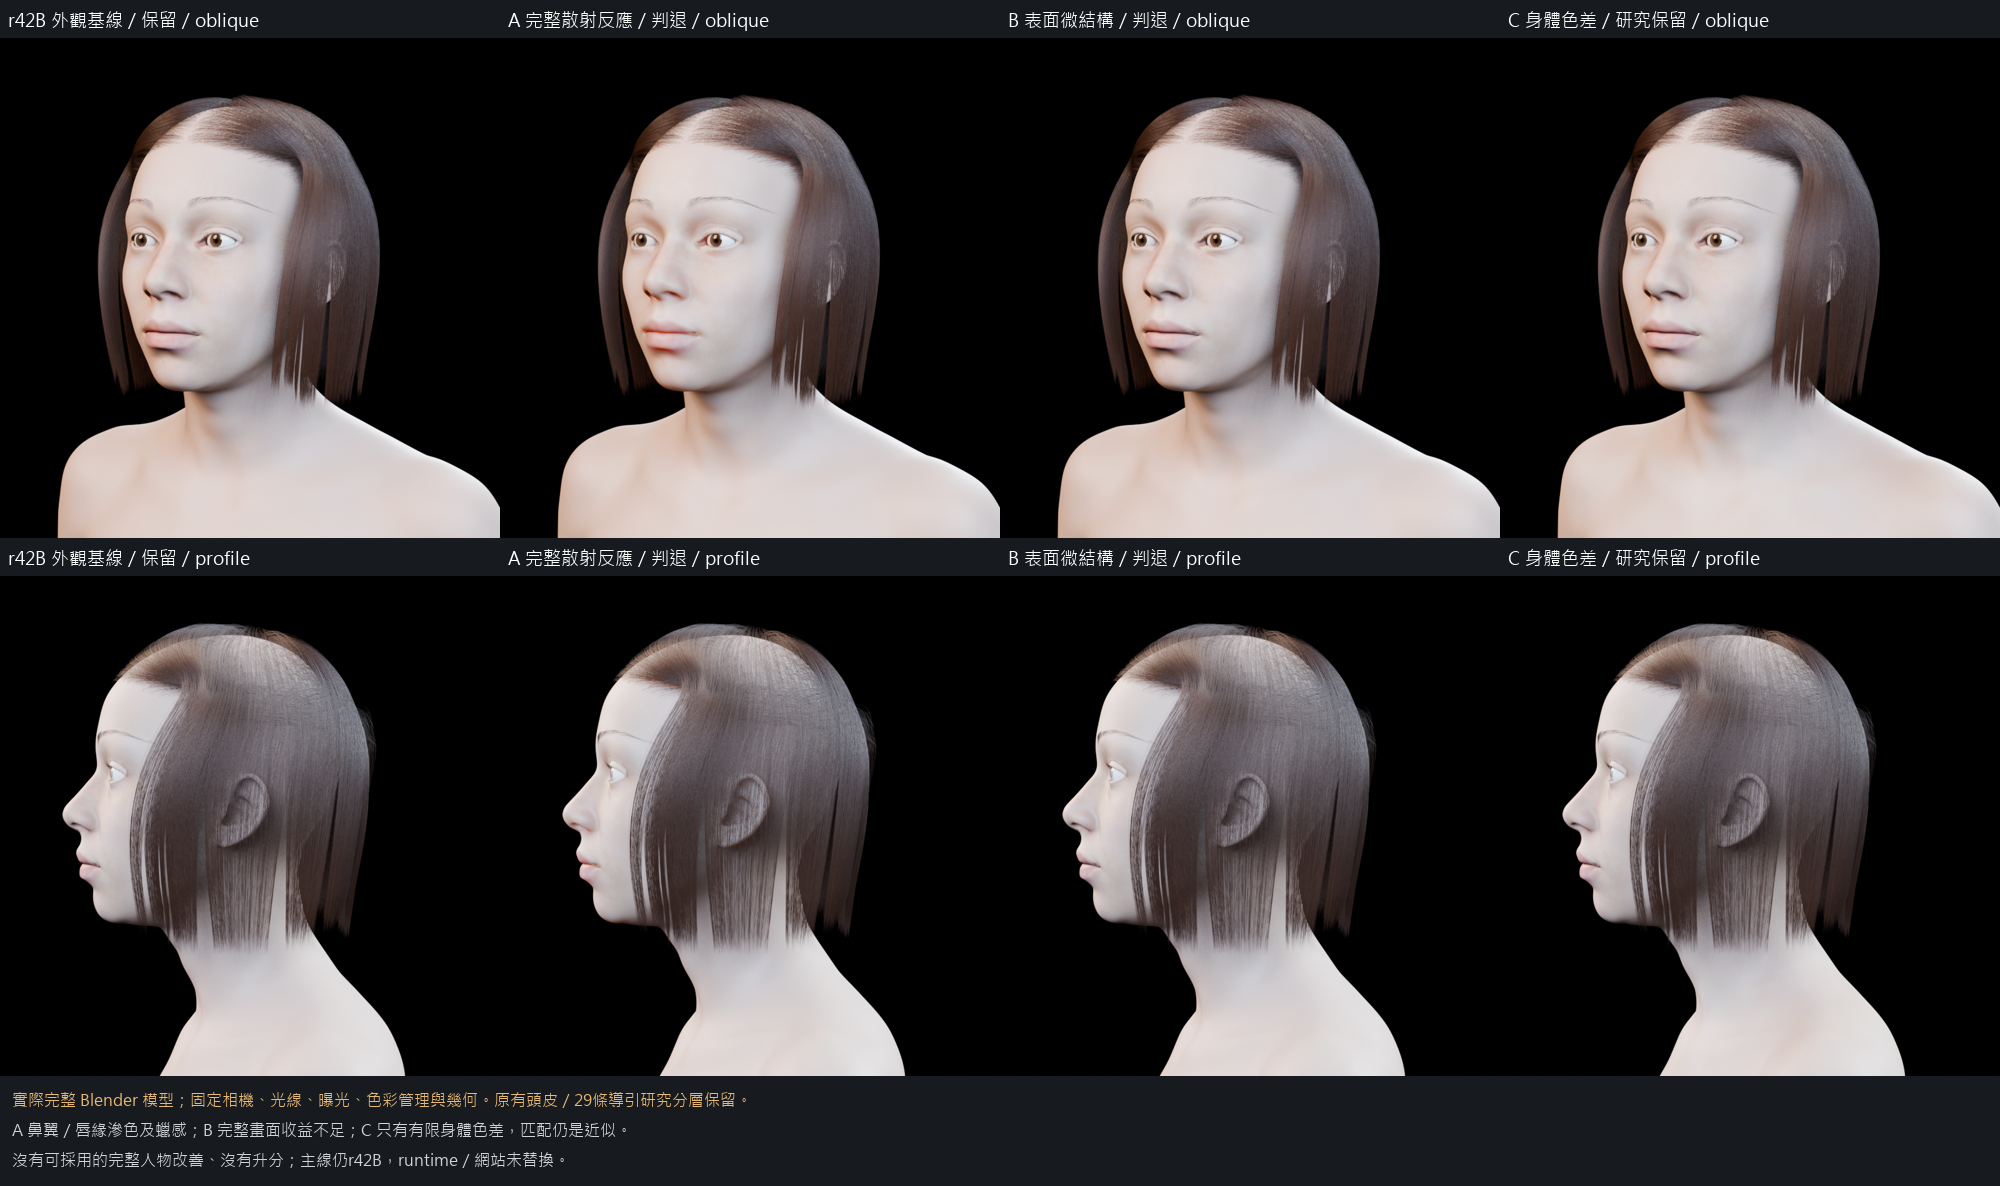 r42B 外觀基線 / 保留 / oblique
A 完整散射反應 / 判退 / oblique
B 表面微結構 / 判退 / oblique
C 身體色差 / 研究保留 / oblique
r42B 外觀基線 / 保留 / profile
A 完整散射反應 / 判退 / profile
B 表面微結構 / 判退 / profile
C 身體色差 / 研究保留 / profile
實際完整 Blender 模型；固定相機、光線、曝光、色彩管理與幾何。原有頭皮 / 29條導引研究分層保留。
A 鼻翼 / 唇緣滲色及蠟感；B 完整畫面收益不足；C 只有有限身體色差，匹配仍是近似。
沒有可採用的完整人物改善、沒有升分；主線仍r42B，runtime / 網站未替換。